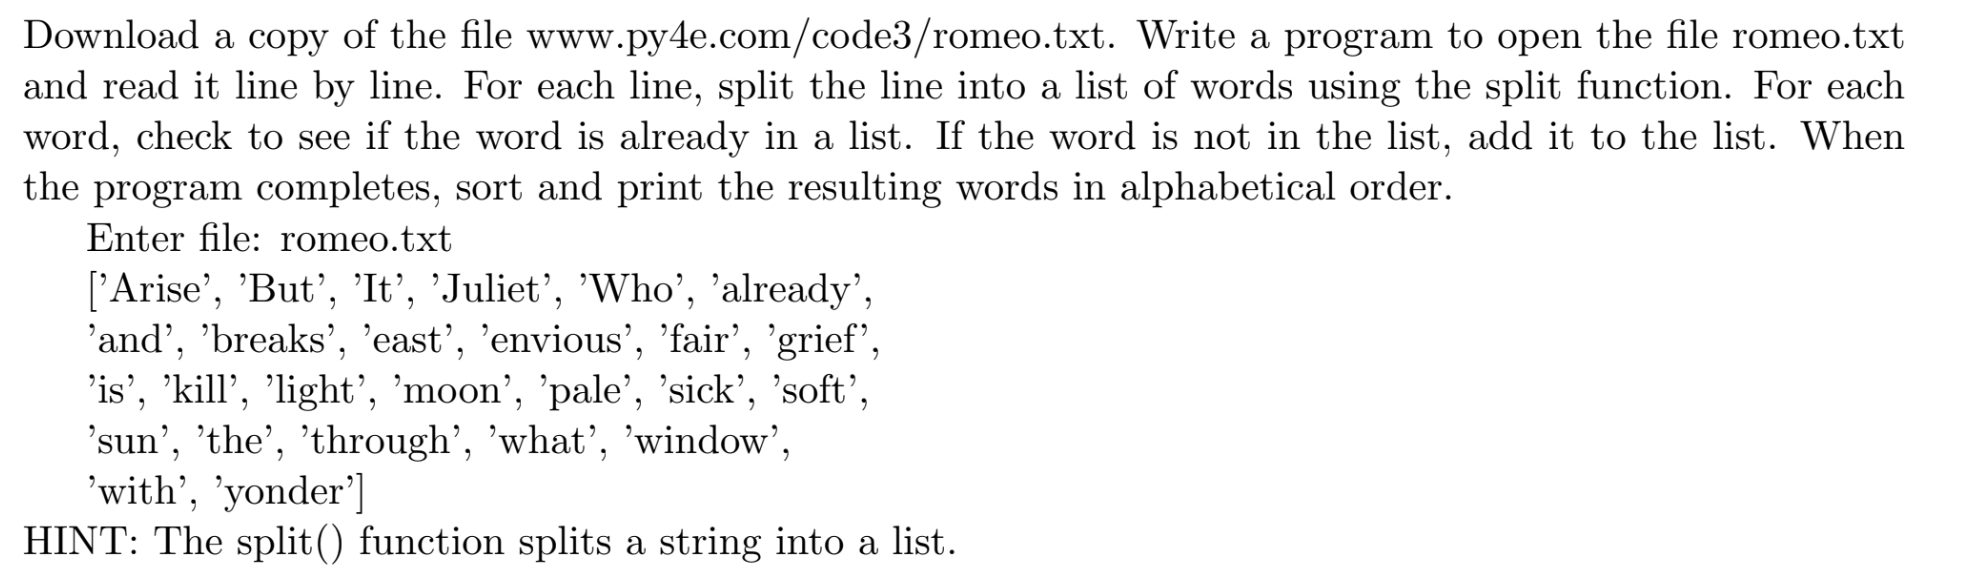 Download a copy of the file www.py4e.com/code3/romeo.txt. Write a program to open the file romeo.txt
and read it line by line. For each line, split the line into a list of words using the split function. For each
word, check to see if the word is already in a list. If the word is not in the list, add it to the list. When
the program completes, sort and print the resulting words in alphabetical order.
Enter file: romeo.txt
[’Arise’, ’But’, ’It’, ’Juliet’, ’Who’, ’already’,
’and’, ’breaks’, ’east’, ’envious’, ’fair’, ’grief’,
’is’, ’kill’, ’light’, ’moon’, ’pale’, ’sick’, ’soft’,
’sun’, ’the’, ’through’, ’what’, ’window’,
’with’, ’yonder’]
HINT: The split() function splits a string into a list.